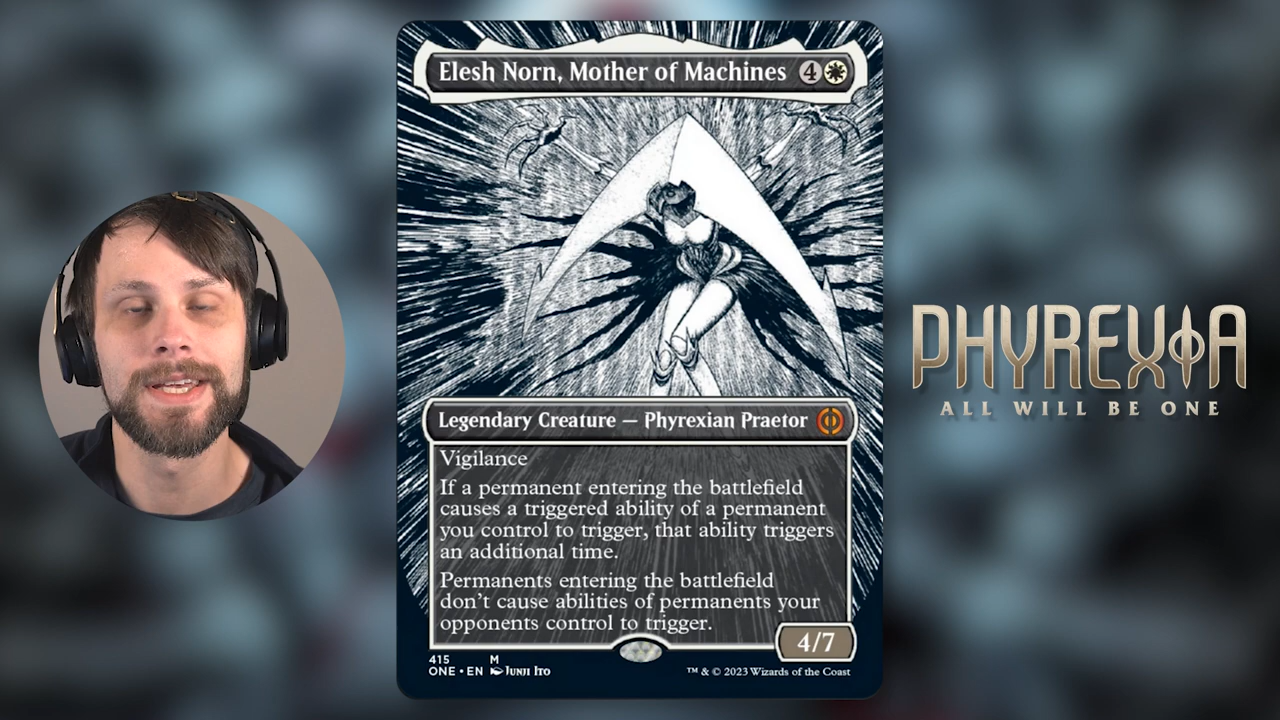 Elesh Norn, Mother of Machines 4
Legendary Creature — Phyrexian Praetor
Vigilance
If a permanent entering the battlefield
causes a triggered ability of a permanent
you control to trigger, that ability triggers
an additional time.
Permanents entering the battlefield
don't cause abilities of permanents your
opponents control to trigger.
4/7
415 M
ONE • EN Junji Ito
™ & © 2023 Wizards of the Coast
PHYREXIA
ALL WILL BE ONE